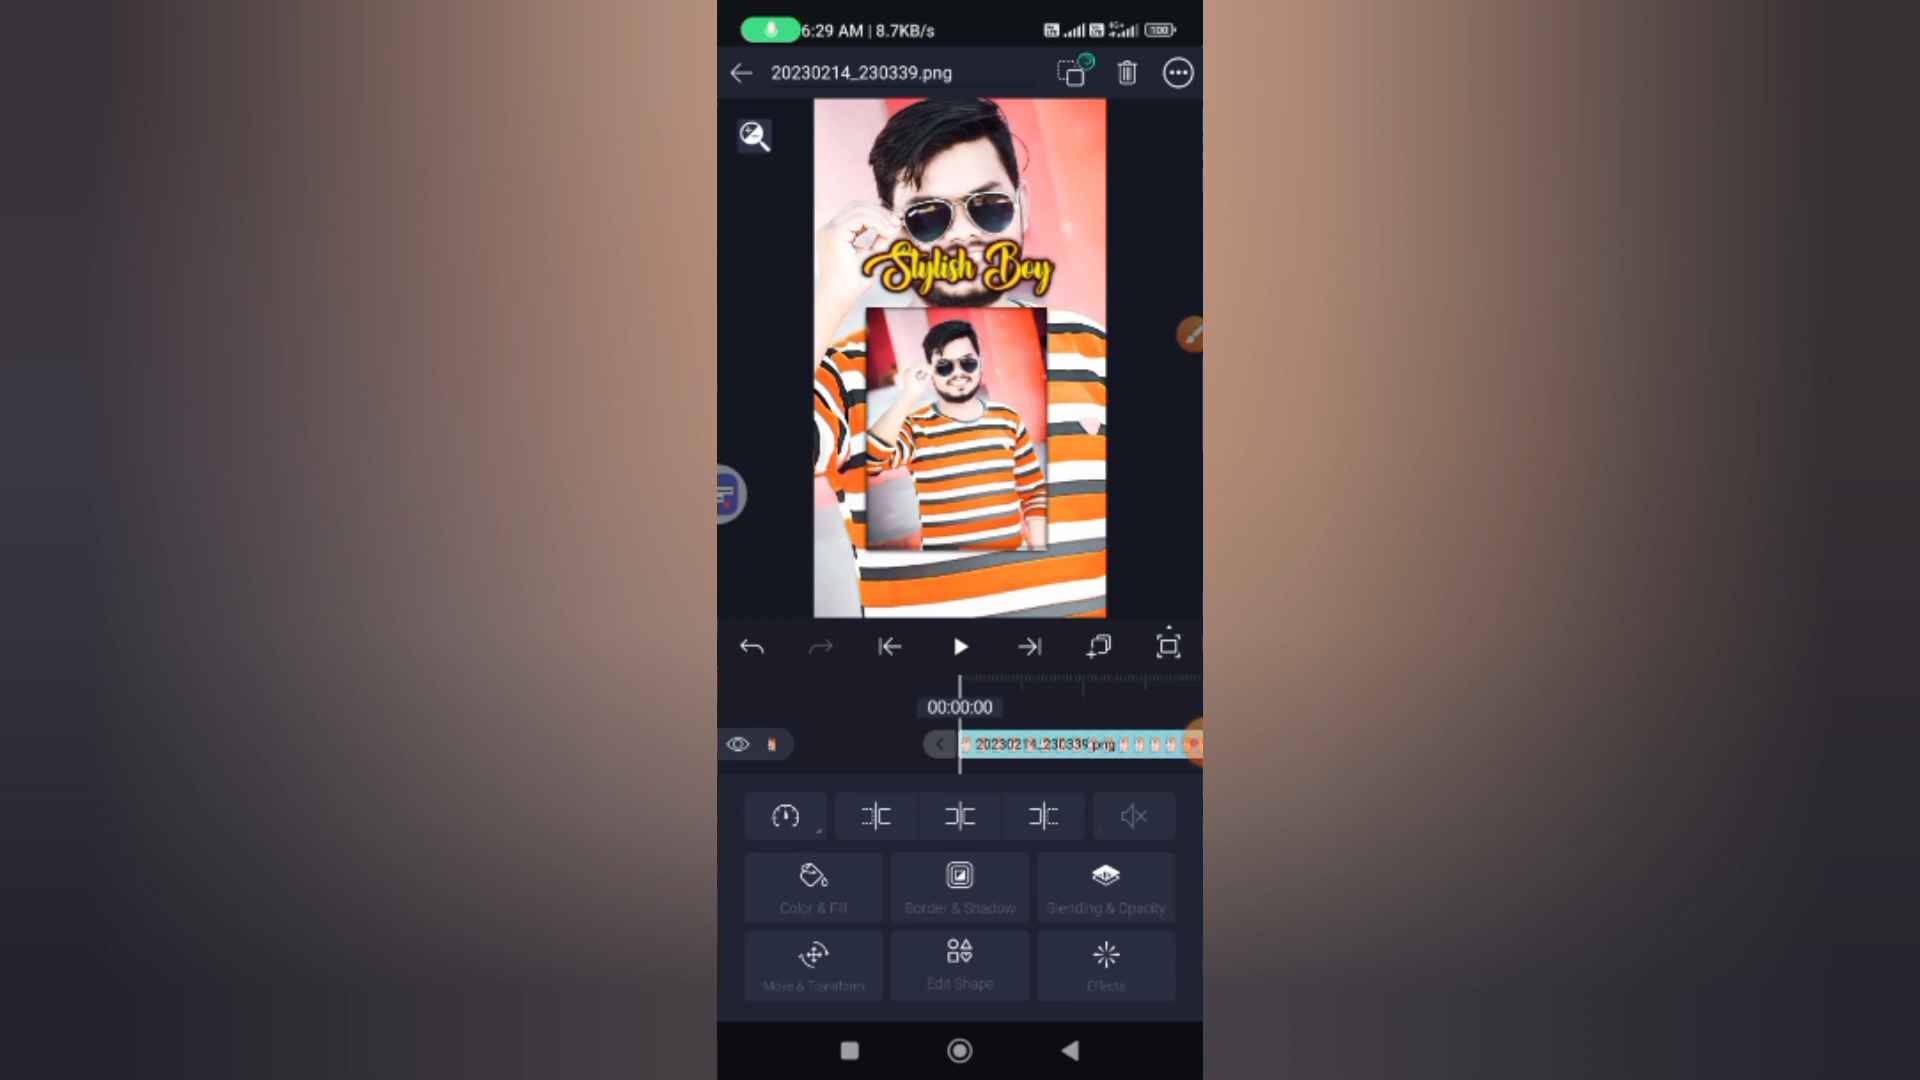 6:29 AM | 8.7KB/s
100
20230214_230339.png
Stylish Boy
00:00:00
20230214_230339.png
Color & Fill
Border & Shadow
Blending & Opacity
Move & Transform
Edit Shape
Effects